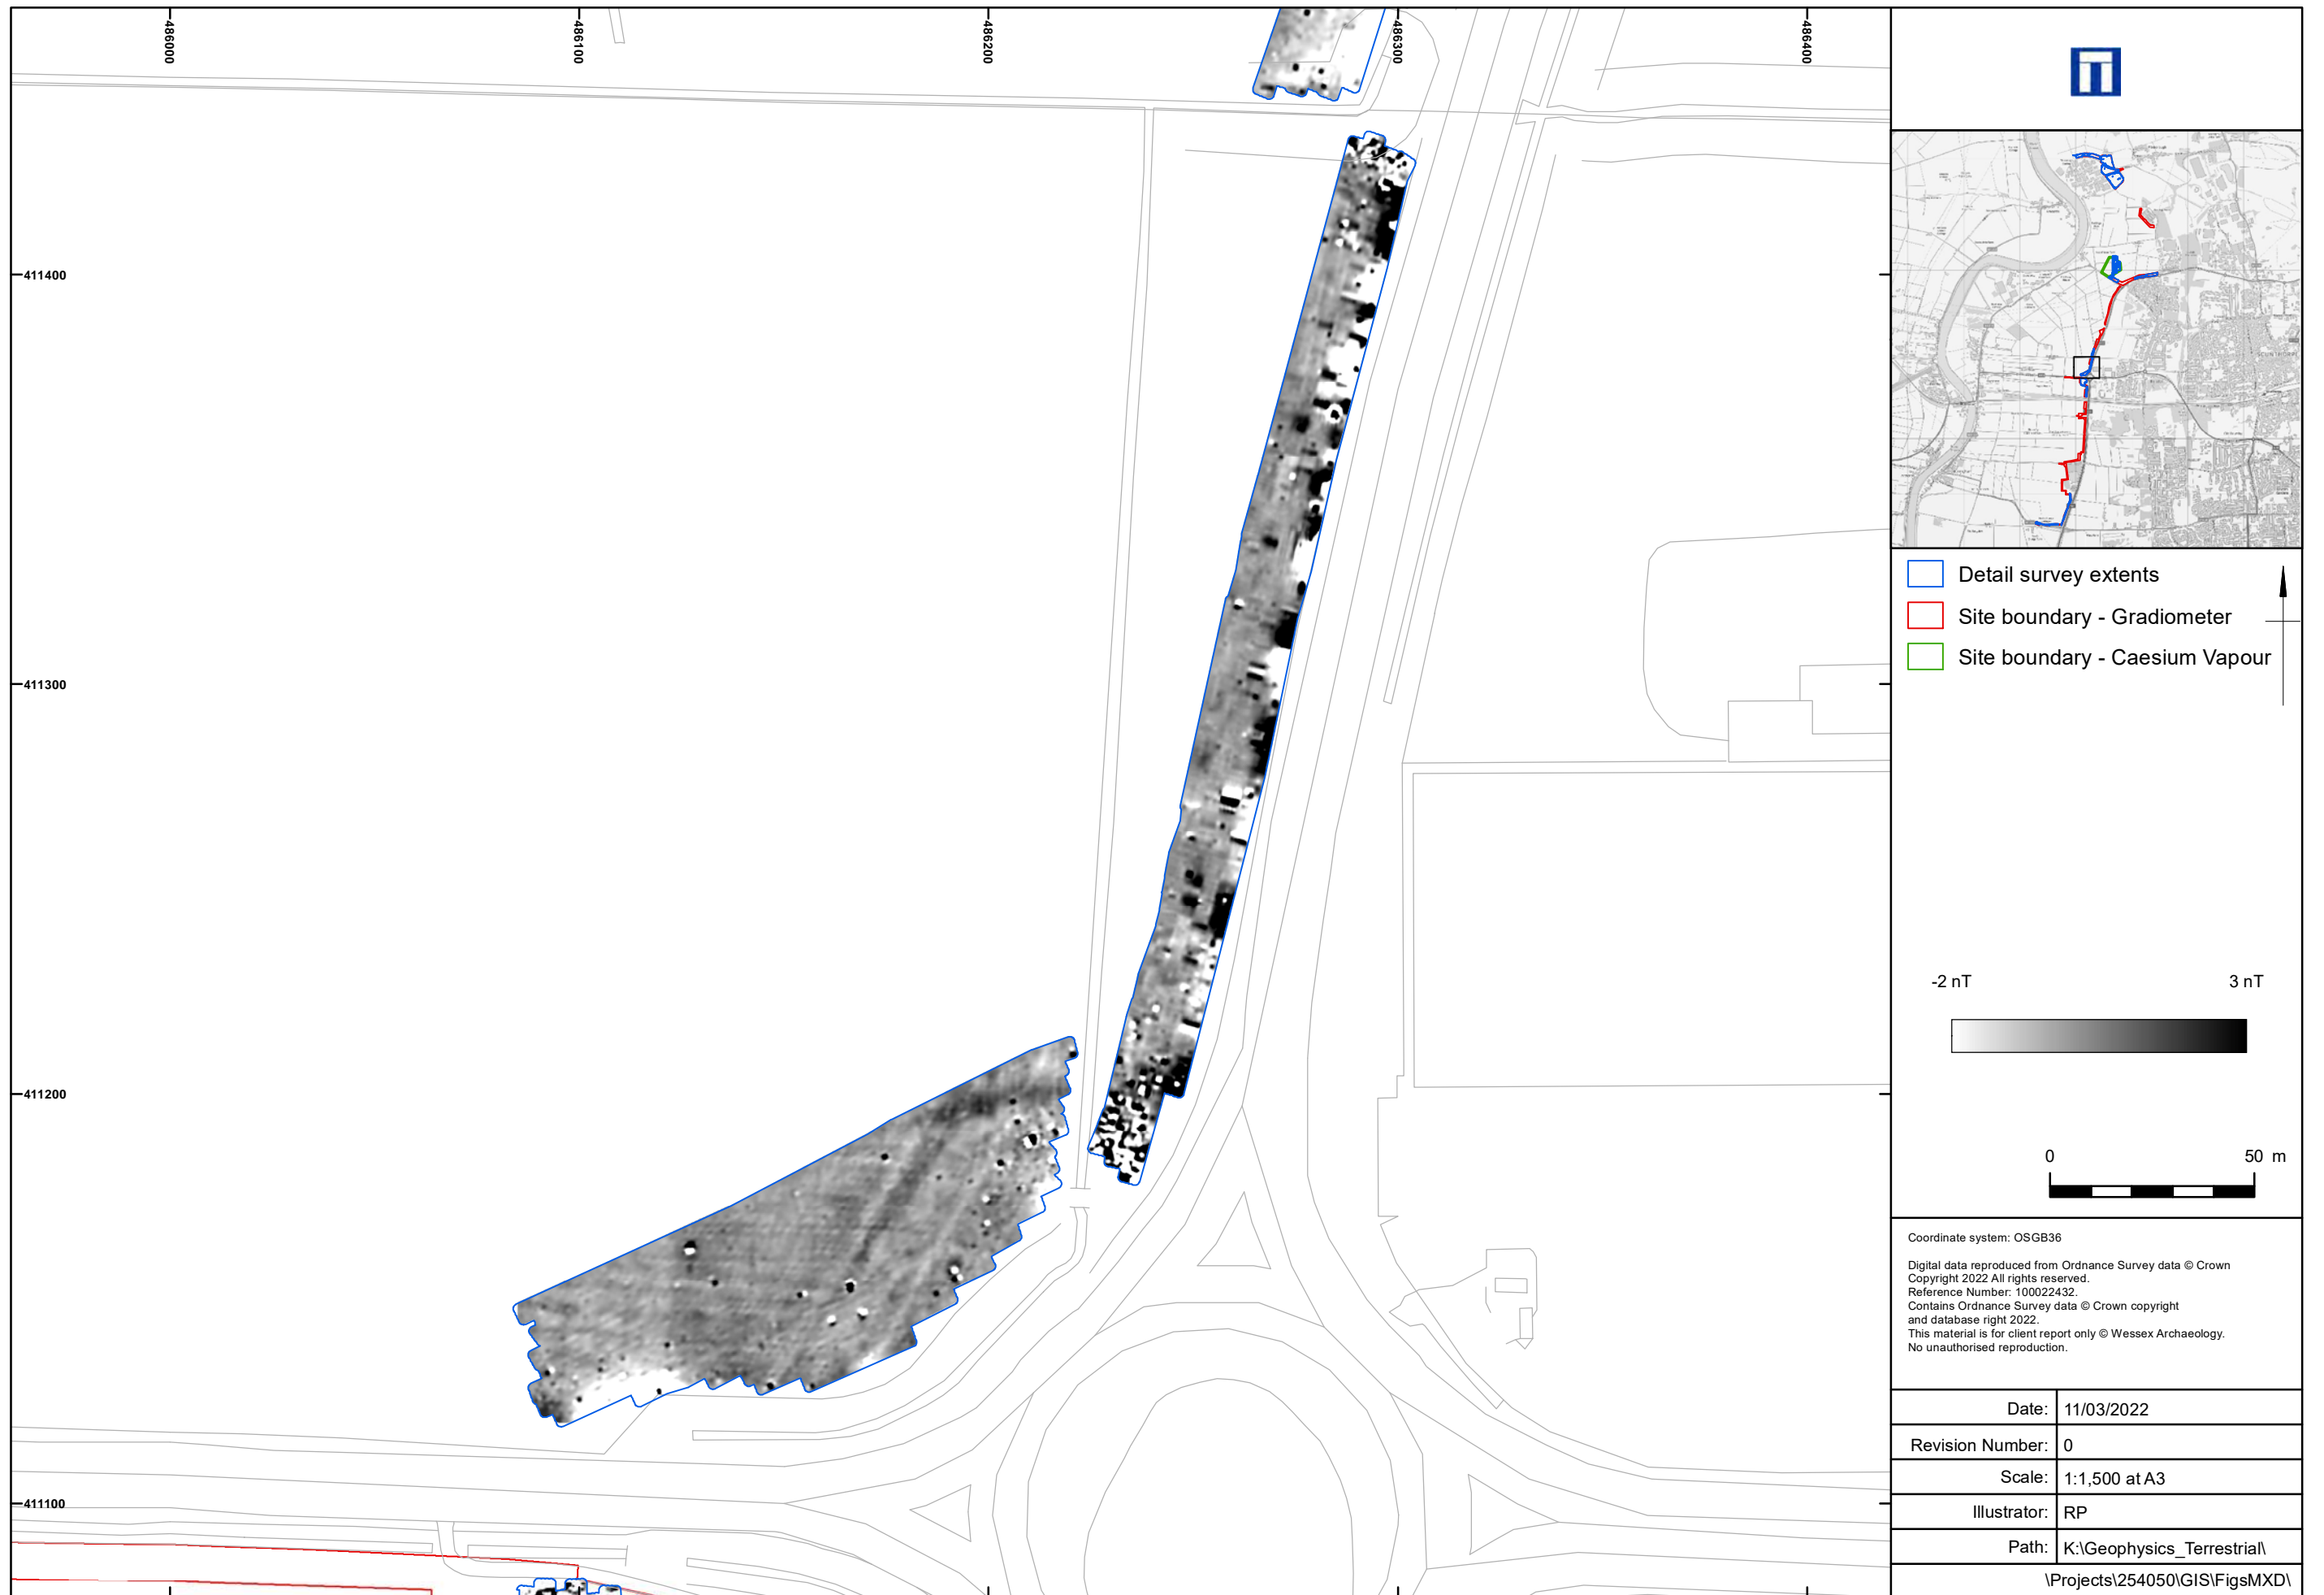 486000
486100
486200
486300
486400
411400
411300
411200
411100
SCUNTHORPE
Detail survey extents
Site boundary - Gradiometer
Site boundary - Caesium Vapour
-2 nT
3 nT
0
50 m
Coordinate system: OSGB36
Digital data reproduced from Ordnance Survey data © Crown
Copyright 2022 All rights reserved.
Reference Number: 100022432.
Contains Ordnance Survey data © Crown copyright
and database right 2022.
This material is for client report only © Wessex Archaeology.
No unauthorised reproduction.
Date: 11/03/2022
Revision Number: 0
Scale: 1:1,500 at A3
Illustrator: RP
Path: K:\Geophysics_Terrestrial\
\Projects\254050\GIS\FigsMXD\